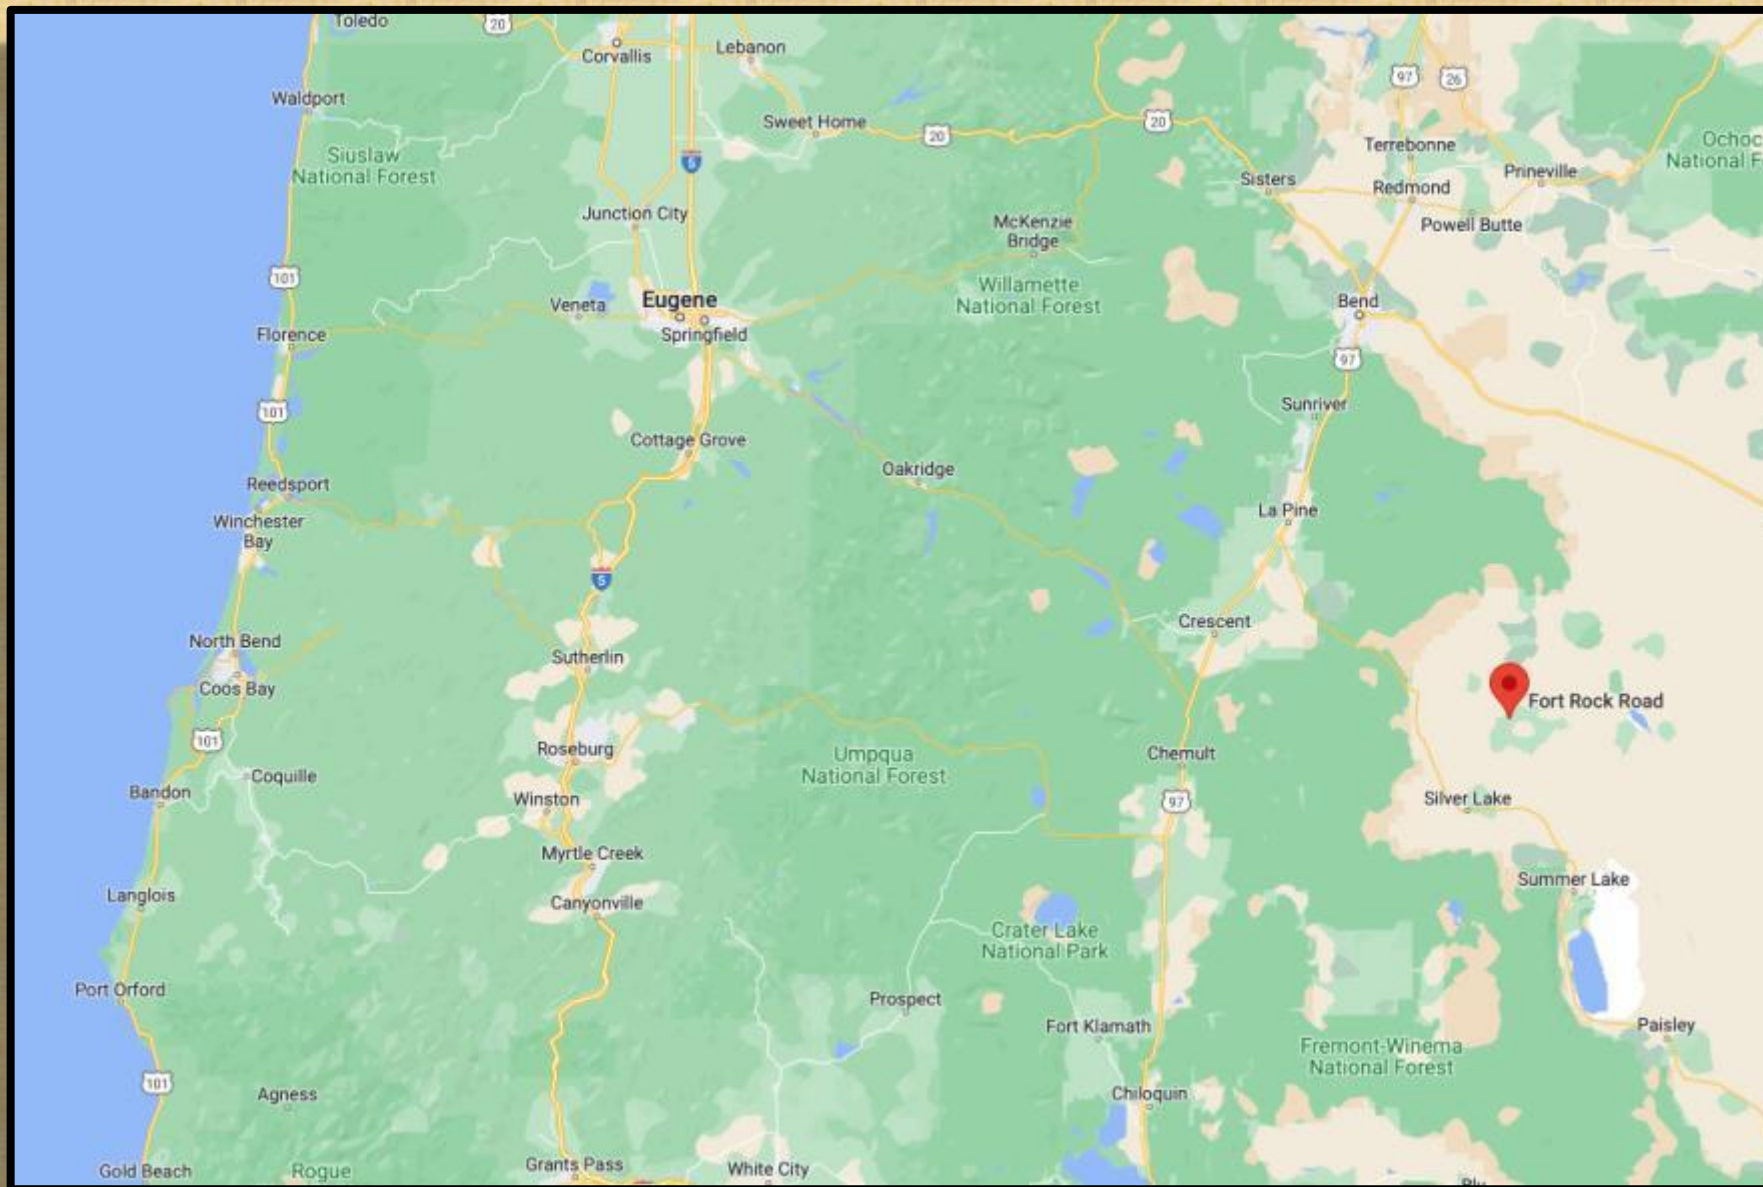 Toledo
20
Corvallis
Lebanon
97
26
Waldport
Sweet Home
20
20
Terrebonne
Ochoc
National F
Siuslaw
National Forest
5
Prineville
Sisters
Redmond
Junction City
McKenzie
Bridge
Powell Butte
101
Willamette
National Forest
Veneta
Eugene
Bend
Florence
Springfield
97
101
Sunriver
Cottage Grove
Oakridge
Reedsport
La Pine
Winchester
Bay
5
Crescent
North Bend
Sutherlin
Coos Bay
Fort Rock Road
101
Roseburg
Umpqua
National Forest
Chemult
Coquille
Bandon
Winston
97
Silver Lake
Myrtle Creek
Summer Lake
Langlois
Canyonville
Crater Lake
National Park
Port Orford
Prospect
Fort Klamath
Paisley
Fremont-Winema
National Forest
101
Agness
Chiloquin
Gold Beach
Rogue
Grants Pass
White City